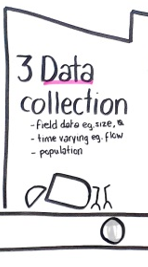 3 Data
collection
- field data eg. size,
- time varying eg. flow
- population